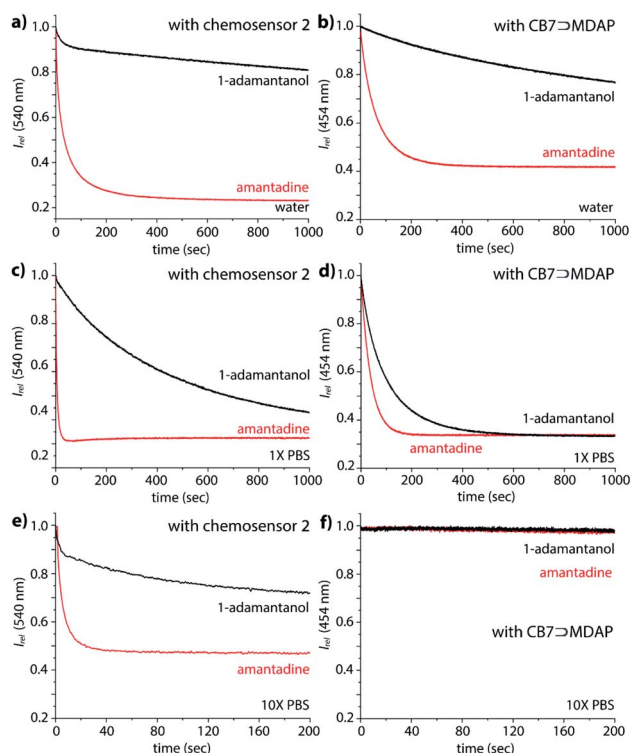 a)
with chemosensor 2
I_rel (540 nm)
1.0
0.8
0.6
0.4
0.2
1-adamantanol
amantadine
water
0 200 400 600 800 1000
time (sec)
b)
with CB7⊃MDAP
I_rel (454 nm)
1.0
0.8
0.6
0.4
0.2
1-adamantanol
amantadine
water
0 200 400 600 800 1000
time (sec)
c)
with chemosensor 2
I_rel (540 nm)
1.0
0.8
0.6
0.4
0.2
1-adamantanol
amantadine
1X PBS
0 200 400 600 800 1000
time (sec)
d)
with CB7⊃MDAP
I_rel (454 nm)
1.0
0.8
0.6
0.4
0.2
1-adamantanol
amantadine
1X PBS
0 200 400 600 800 1000
time (sec)
e)
with chemosensor 2
I_rel (540 nm)
1.0
0.8
0.6
0.4
0.2
1-adamantanol
amantadine
10X PBS
0 40 80 120 160 200
time (sec)
f)
I_rel (454 nm)
1.0
0.8
0.6
0.4
0.2
1-adamantanol
amantadine
with CB7⊃MDAP
10X PBS
0 40 80 120 160 200
time (sec)